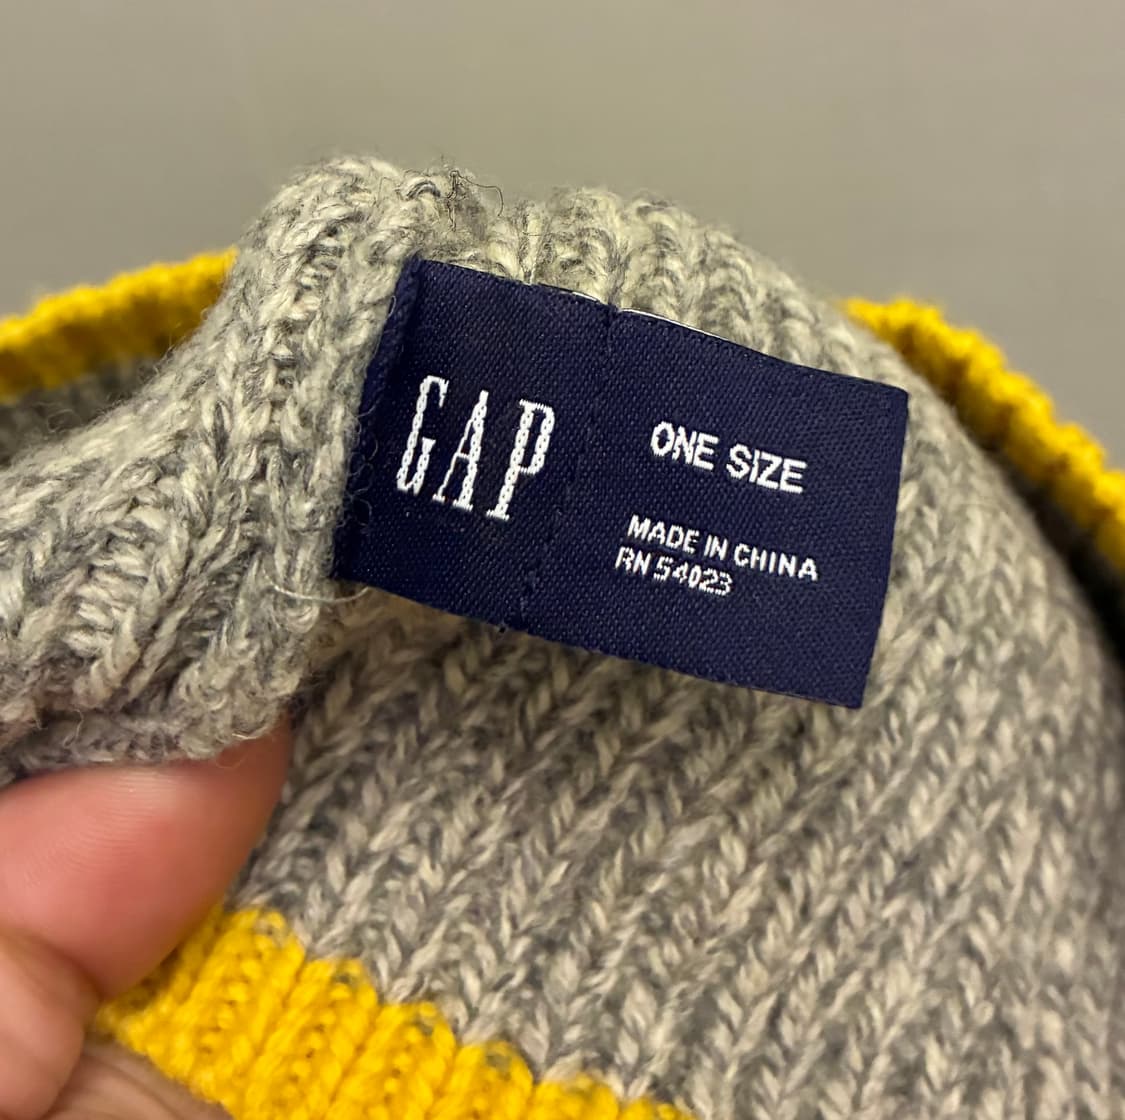 GAP
ONE SIZE
MADE IN CHINA
RN 54023